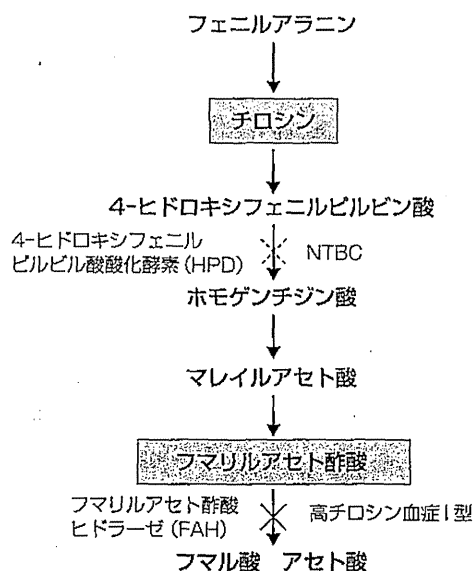 フェニルアラニン
チロシン
4-ヒドロキシフェニルピルビン酸
4-ヒドロキシフェニル
ピルビル酸酸化酵素(HPD)
NTBC
ホモゲンチジン酸
マレイルアセト酸
フマリルアセト酢酸
フマリルアセト酢酸
ヒドラーゼ(FAH)
高チロシン血症Ⅰ型
フマル酸 アセト酸